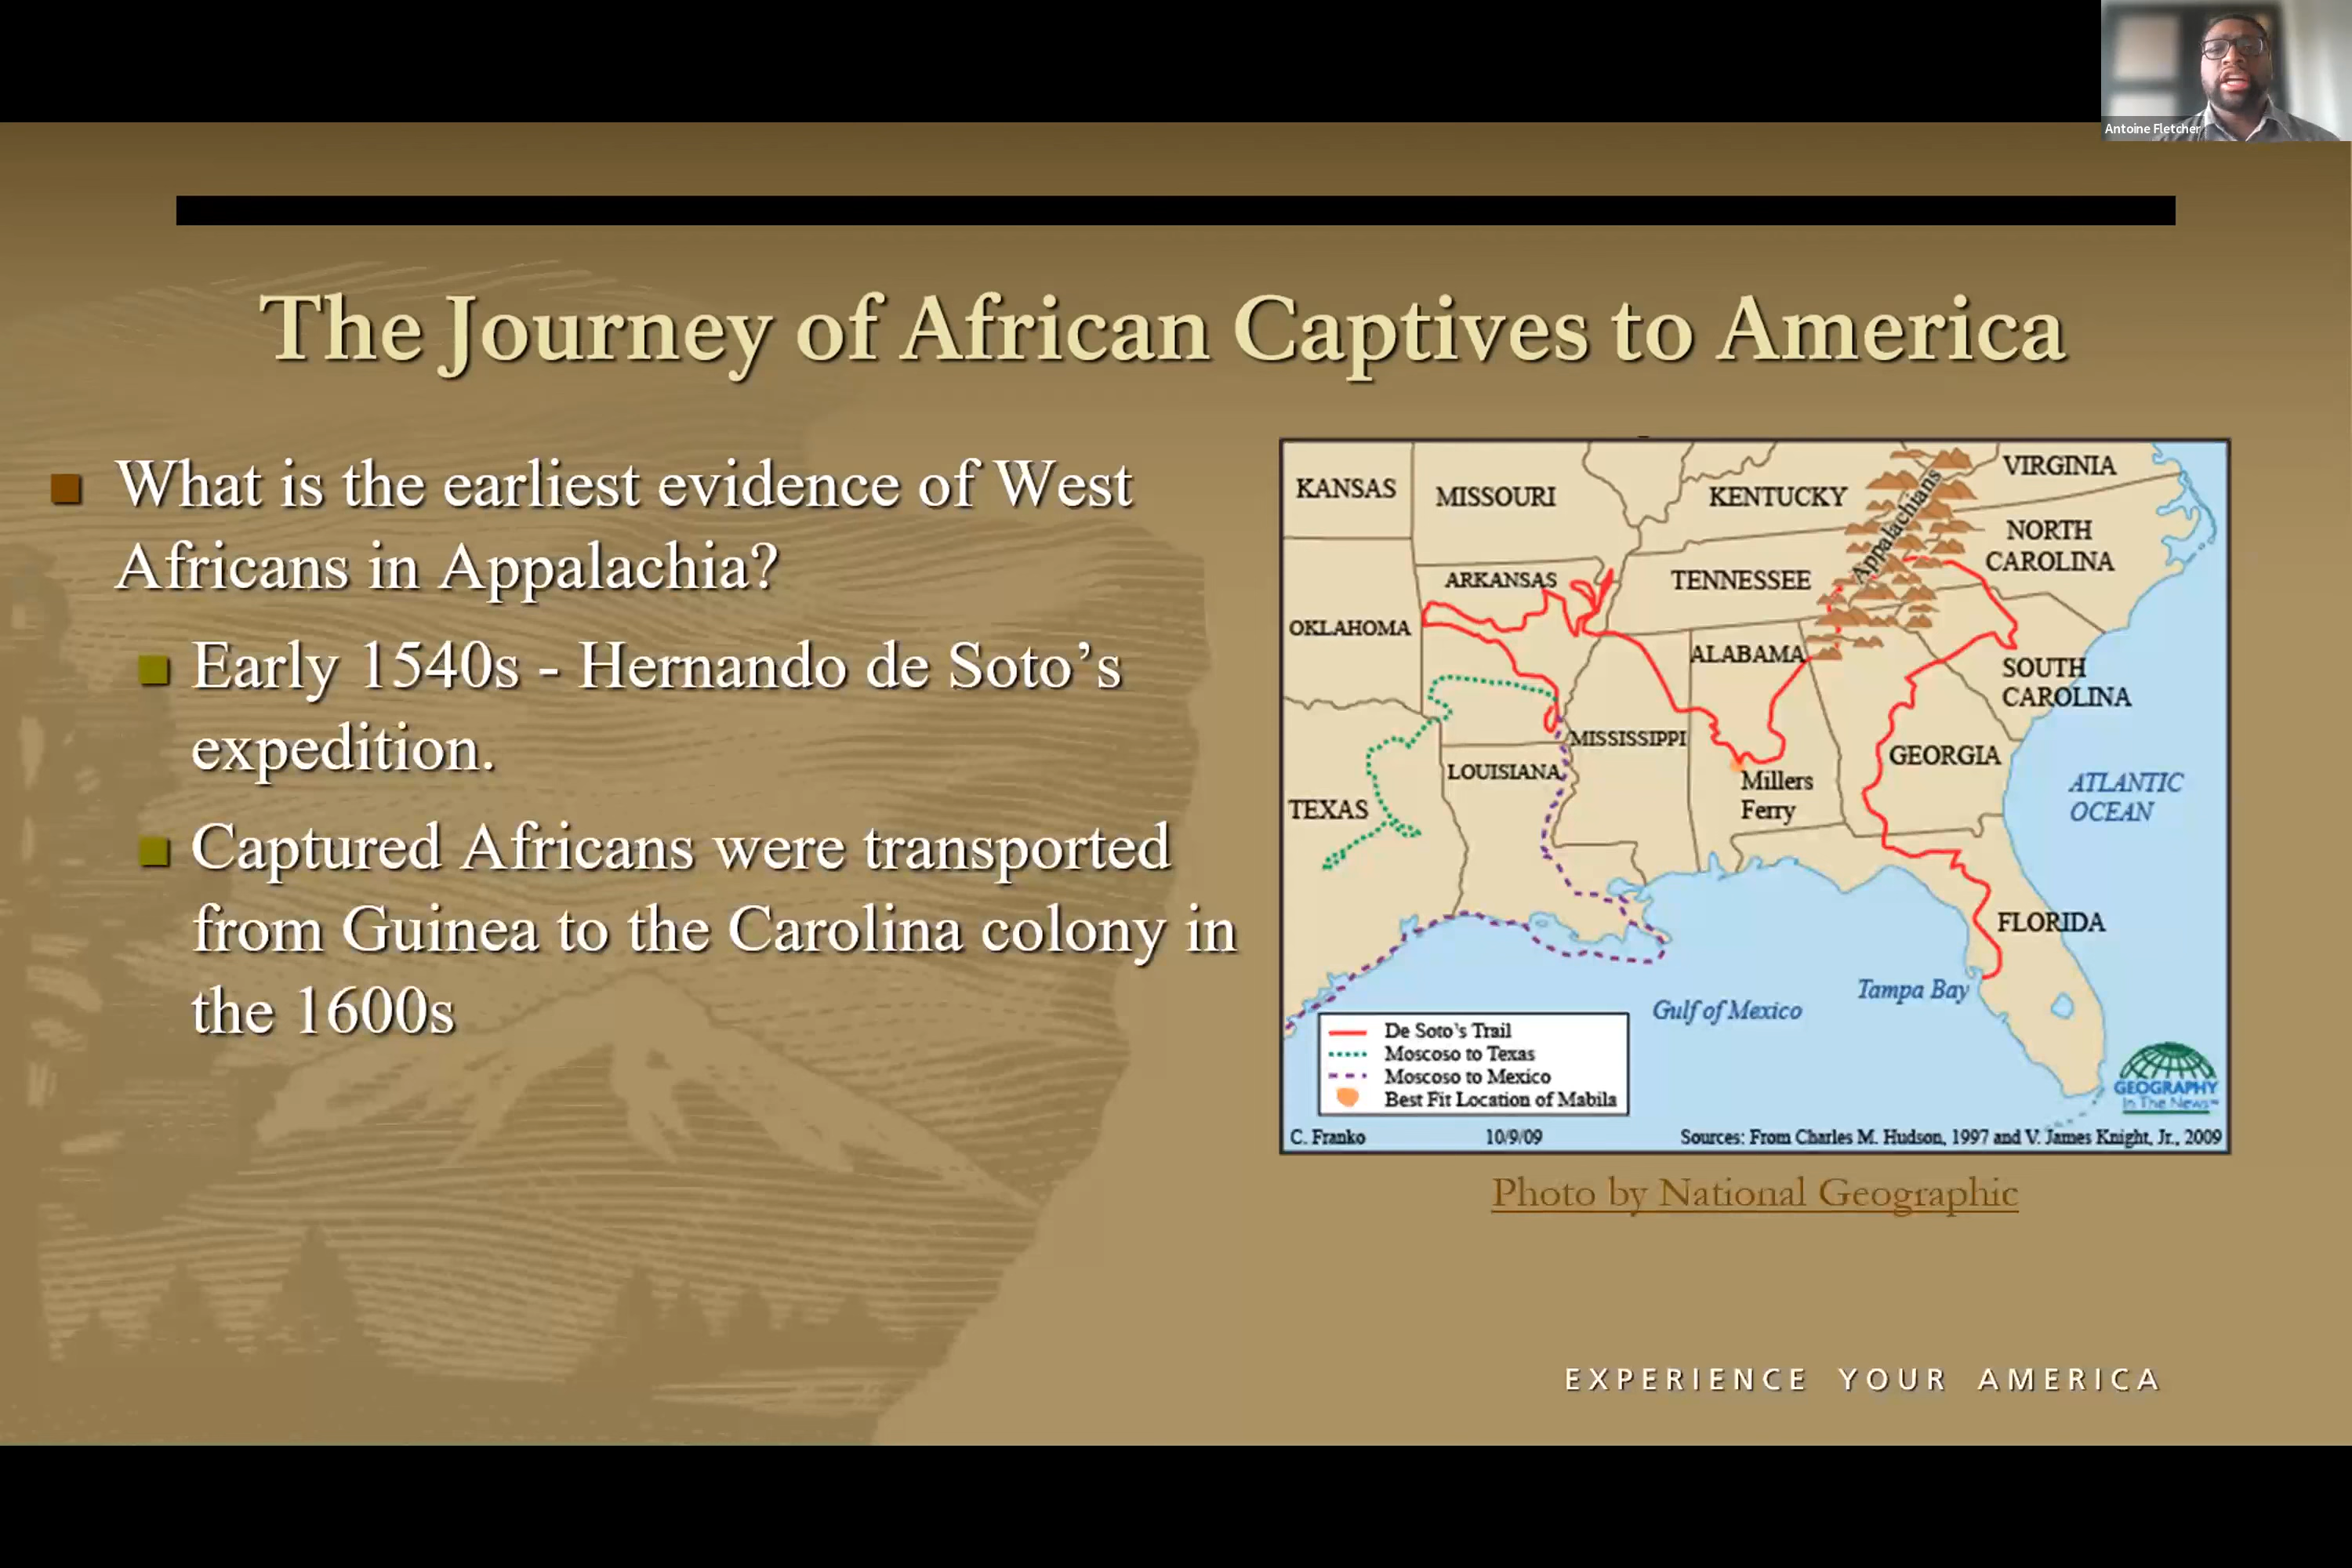 Antoine Fletcher
The Journey of African Captives to America
What is the earliest evidence of West
Africans in Appalachia?
Early 1540s - Hernando de Soto’s
expedition.
Captured Africans were transported
from Guinea to the Carolina colony in
the 1600s
KANSAS
MISSOURI
KENTUCKY
Appalachians
VIRGINIA
NORTH
CAROLINA
ARKANSAS
TENNESSEE
OKLAHOMA
ALABAMA
SOUTH
CAROLINA
MISSISSIPPI
GEORGIA
LOUISIANA
TEXAS
Millers
Ferry
ATLANTIC
OCEAN
FLORIDA
Tampa Bay
Gulf of Mexico
De Soto's Trail
Moscoso to Texas
Moscoso to Mexico
Best Fit Location of Mabila
GEOGRAPHY
In The News™
C. Franko
10/9/09
Sources: From Charles M. Hudson, 1997 and V. James Knight, Jr., 2009
Photo by National Geographic
EXPERIENCE YOUR AMERICA